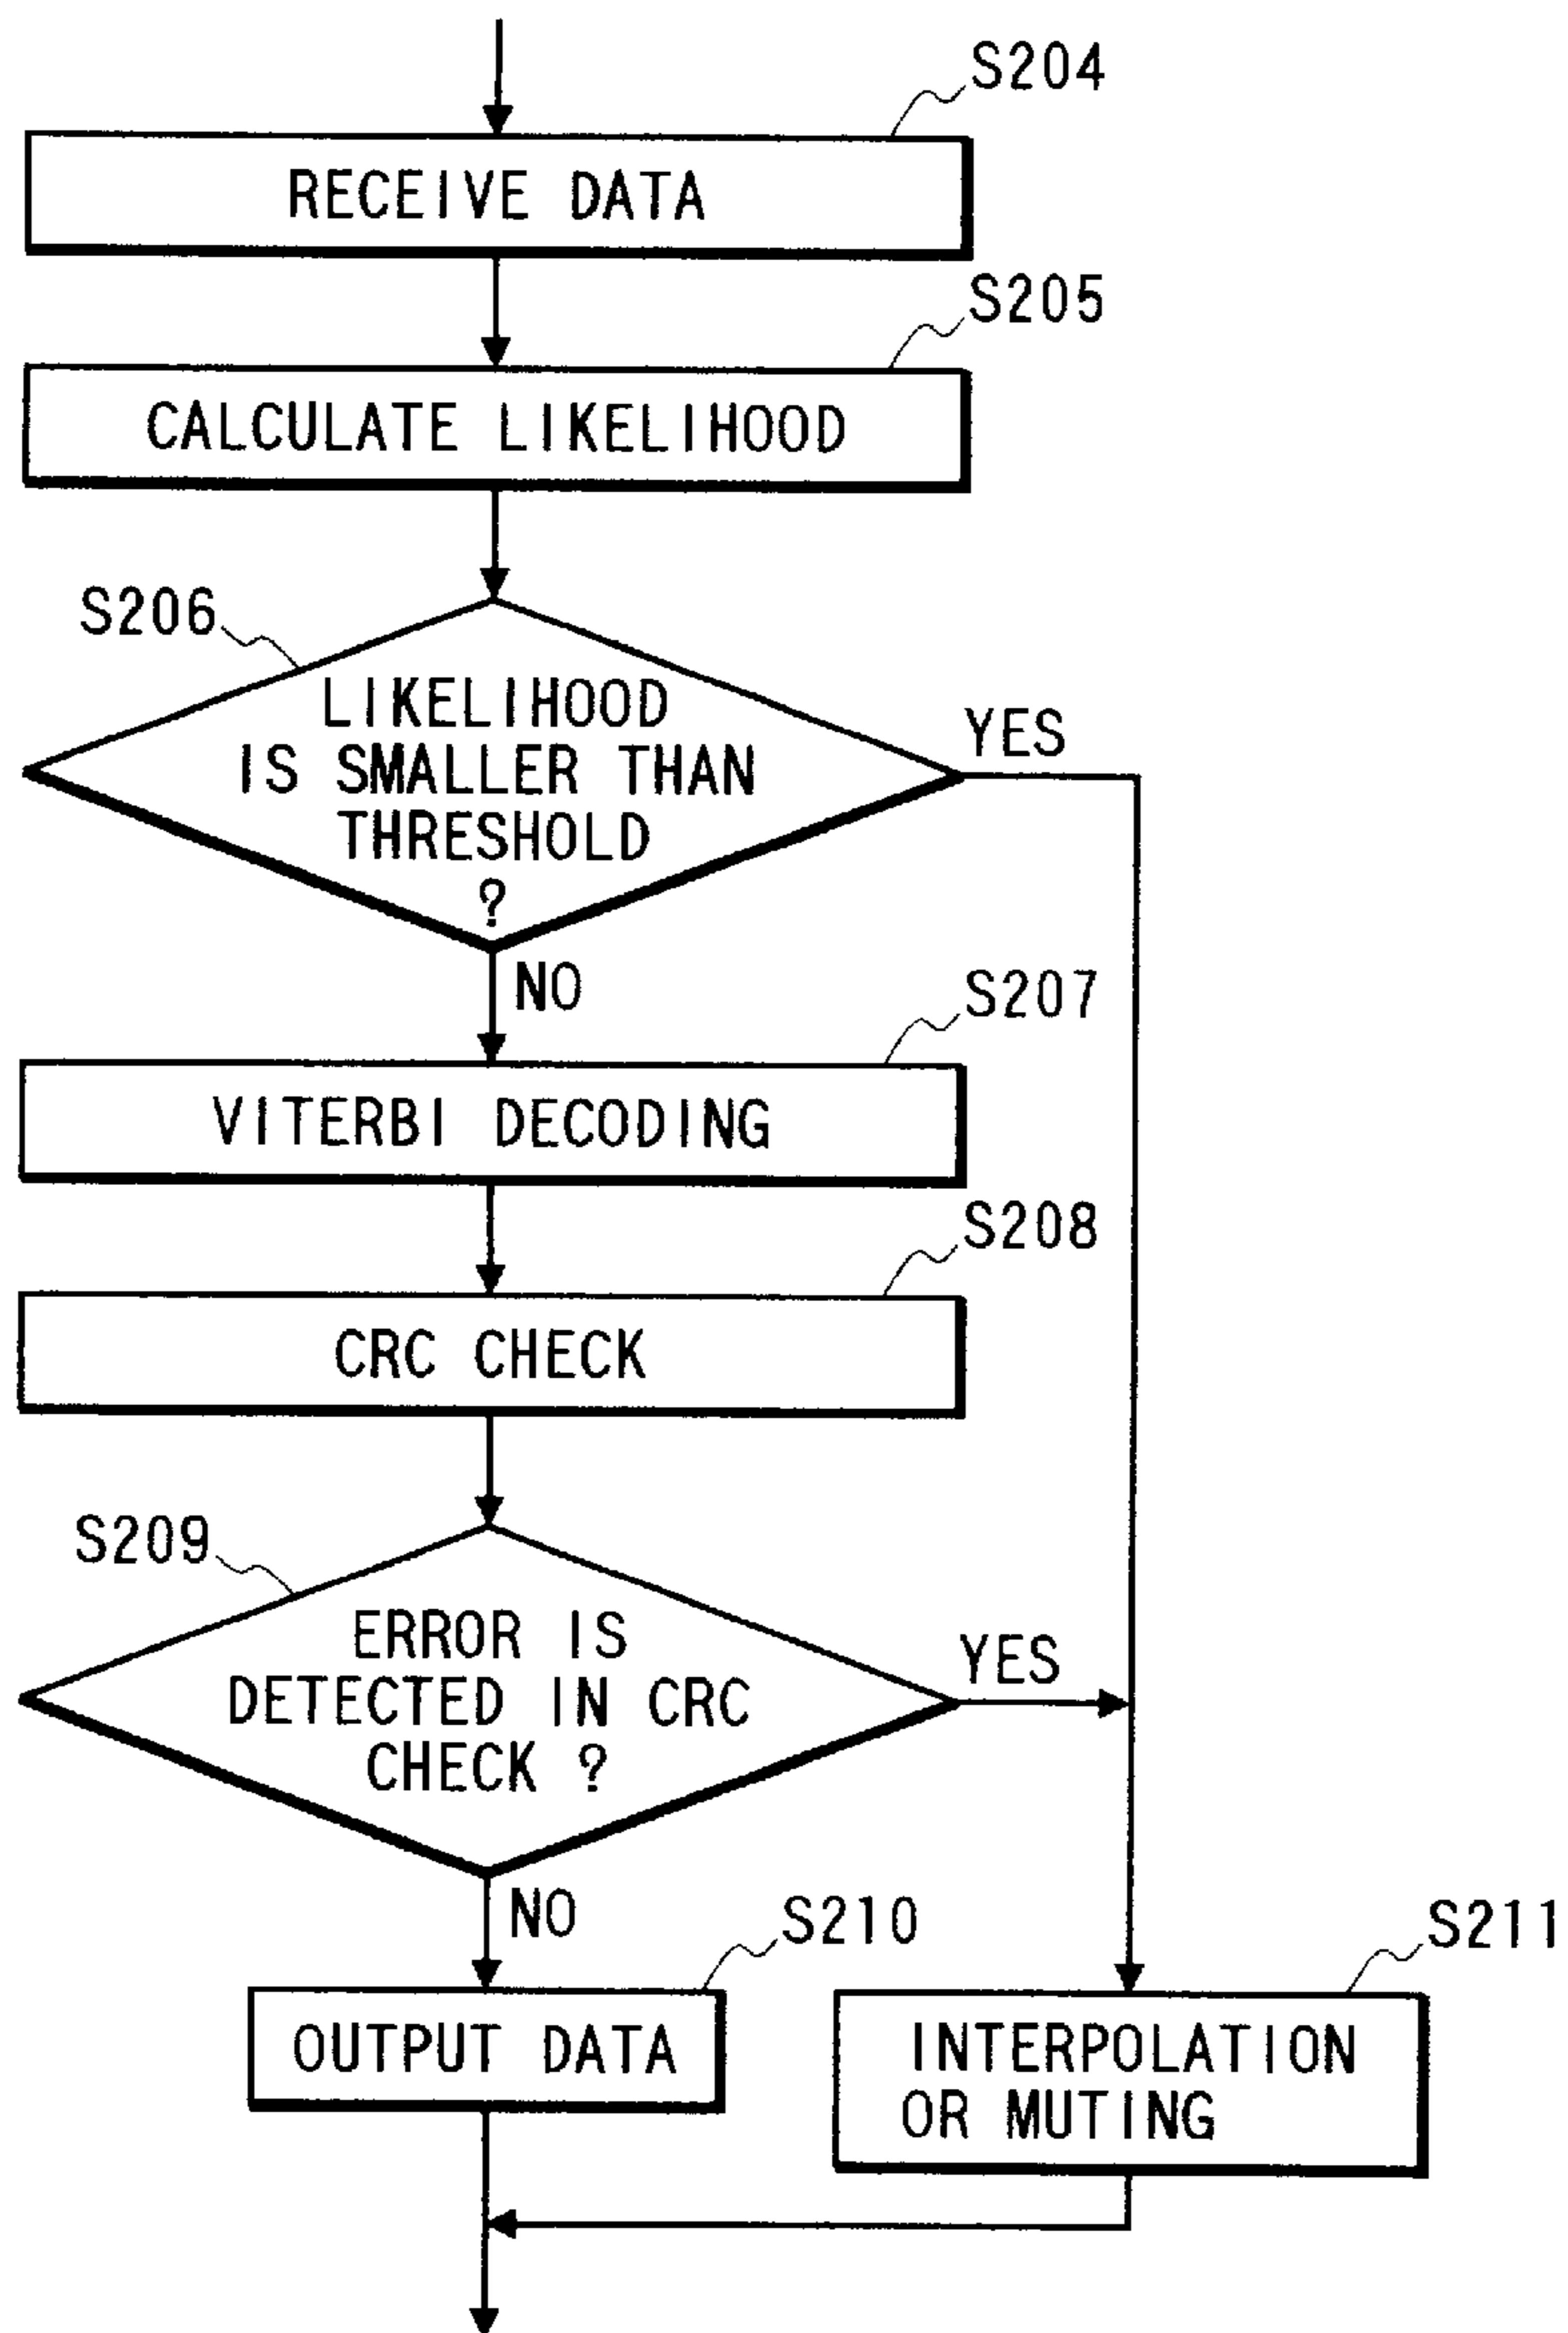 S204
RECEIVE DATA
S205
CALCULATE LIKELIHOOD
S206
LIKELIHOOD
IS SMALLER THAN
THRESHOLD
?
YES
NO
S207
VITERBI DECODING
S208
CRC CHECK
S209
ERROR IS
DETECTED IN CRC
CHECK ?
YES
NO
S210
OUTPUT DATA
S211
INTERPOLATION
OR MUTING